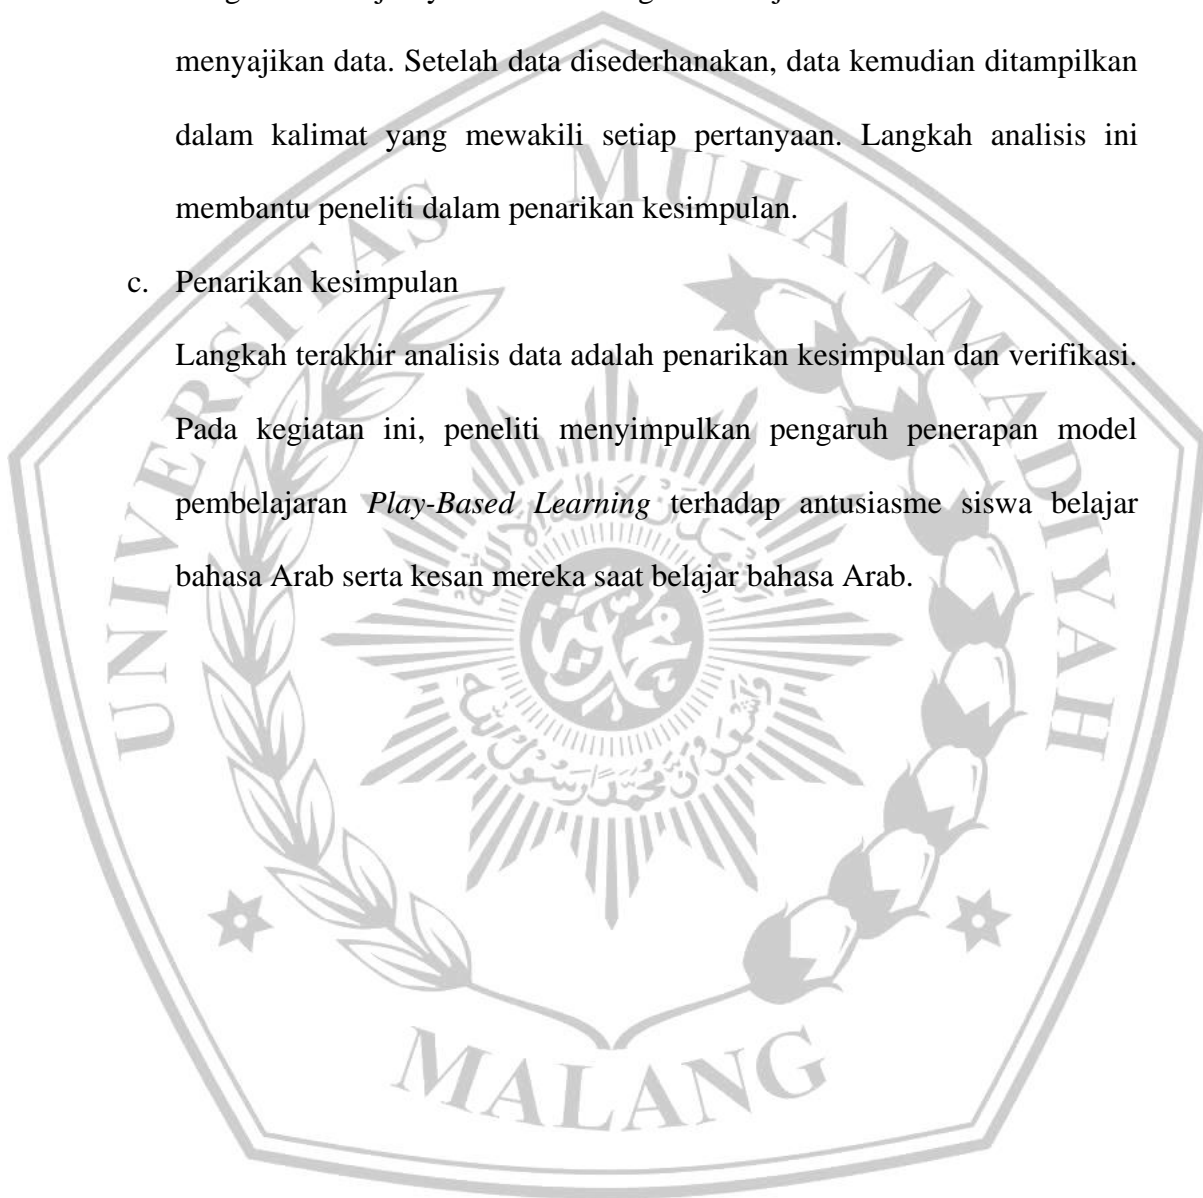 menyajikan data. Setelah data disederhanakan, data kemudian ditampilkan
dalam kalimat yang mewakili setiap pertanyaan. Langkah analisis ini
membantu peneliti dalam penarikan kesimpulan.
c. Penarikan kesimpulan
Langkah terakhir analisis data adalah penarikan kesimpulan dan verifikasi.
Pada kegiatan ini, peneliti menyimpulkan pengaruh penerapan model
pembelajaran Play-Based Learning terhadap antusiasme siswa belajar
bahasa Arab serta kesan mereka saat belajar bahasa Arab.
UNIVERSITAS MUHAMMADIYAH
MALANG